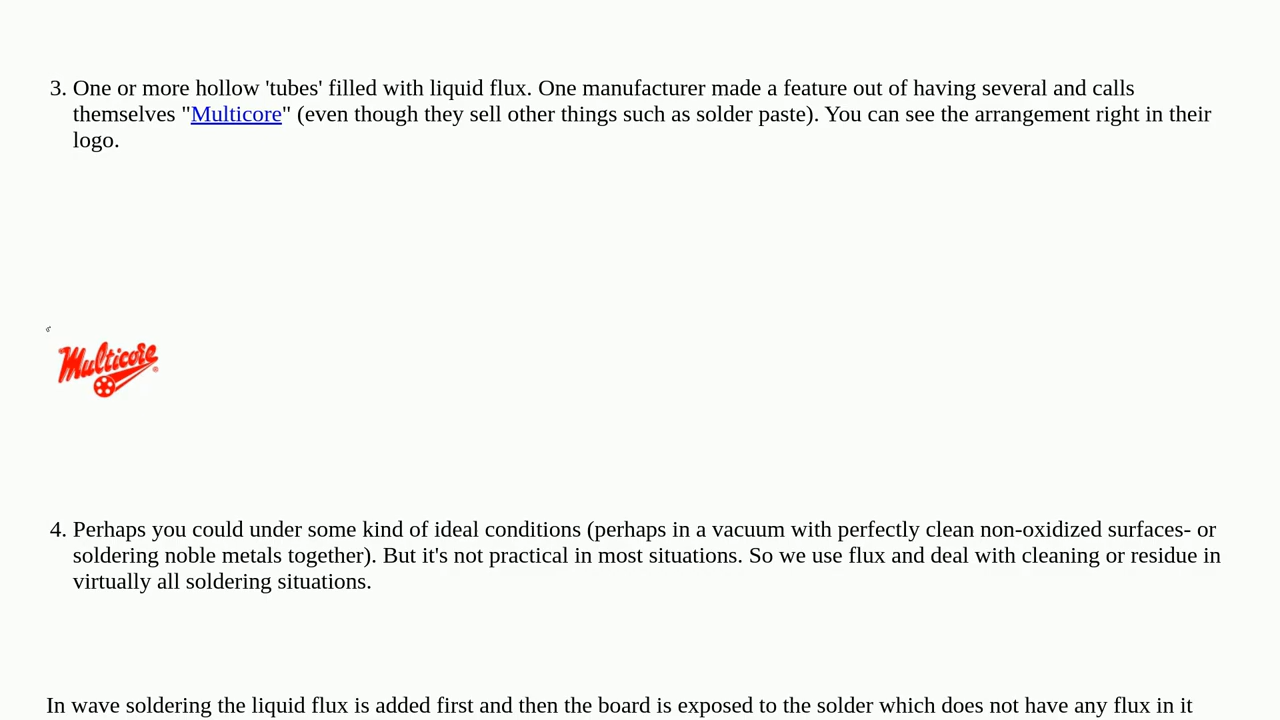 3. One or more hollow 'tubes' filled with liquid flux. One manufacturer made a feature out of having several and calls
themselves "Multicore" (even though they sell other things such as solder paste). You can see the arrangement right in their
logo.
Multicore®
4. Perhaps you could under some kind of ideal conditions (perhaps in a vacuum with perfectly clean non-oxidized surfaces- or
soldering noble metals together). But it's not practical in most situations. So we use flux and deal with cleaning or residue in
virtually all soldering situations.
In wave soldering the liquid flux is added first and then the board is exposed to the solder which does not have any flux in it